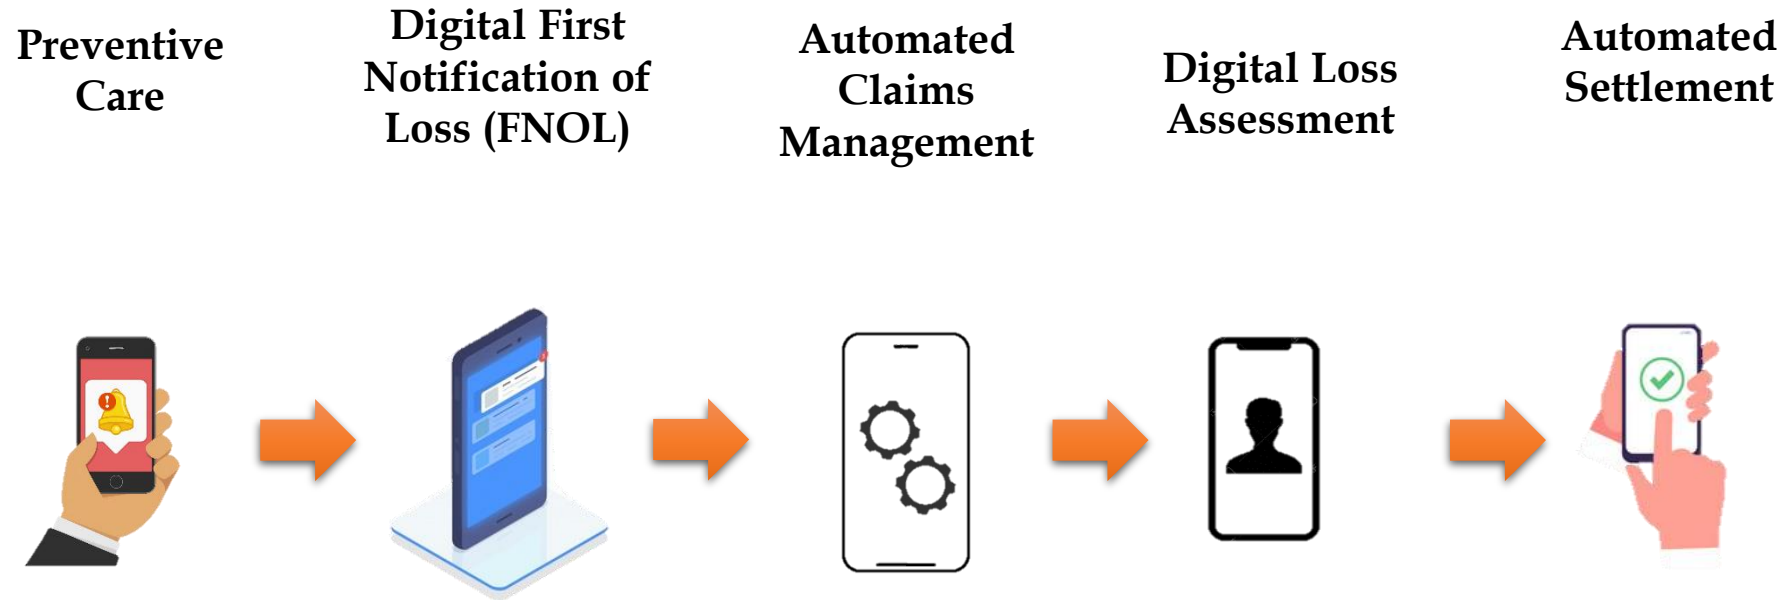 Preventive
Care
Digital First
Notification of
Loss (FNOL)
Automated
Claims
Management
Digital Loss
Assessment
Automated
Settlement